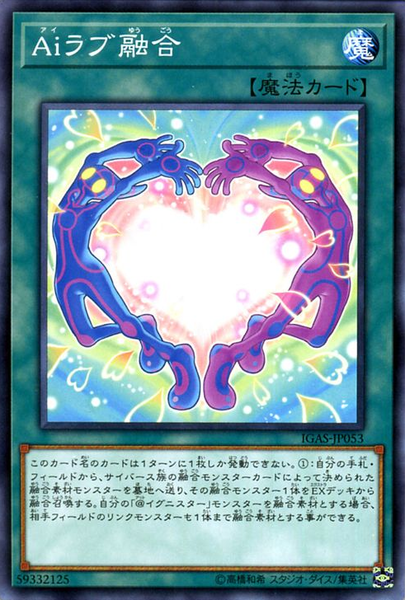 Aiラブ融合
アイ ゆう ごう
魔
【魔法カード】
IGAS-JP053
このカード名のカードは1ターンに1枚しか発動できない。①:自分の手札・
フィールドから、サイバース族の融合モンスターカードによって決められた
融合素材モンスターを墓地へ送り、その融合モンスター1体をEXデッキから
融合召喚する。自分の「@イグニスター」モンスターを融合素材とする場合、
相手フィールドのリンクモンスターも1体まで融合素材とする事ができる。
59332125
©高橋和希 スタジオ・ダイス/集英社